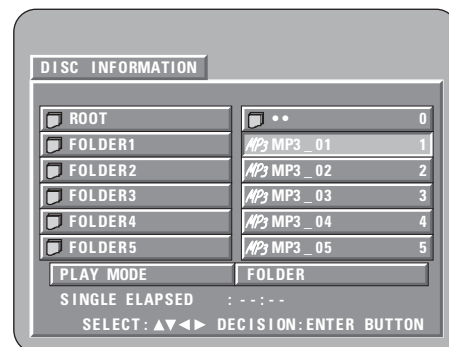 DISC INFORMATION
ROOT
•• 0
FOLDER1
MP3 MP3_01 1
FOLDER2
MP3 MP3_02 2
FOLDER3
MP3 MP3_03 3
FOLDER4
MP3 MP3_04 4
FOLDER5
MP3 MP3_05 5
PLAY MODE FOLDER
SINGLE ELAPSED : --:--
SELECT:▲▼◄► DECISION:ENTER BUTTON